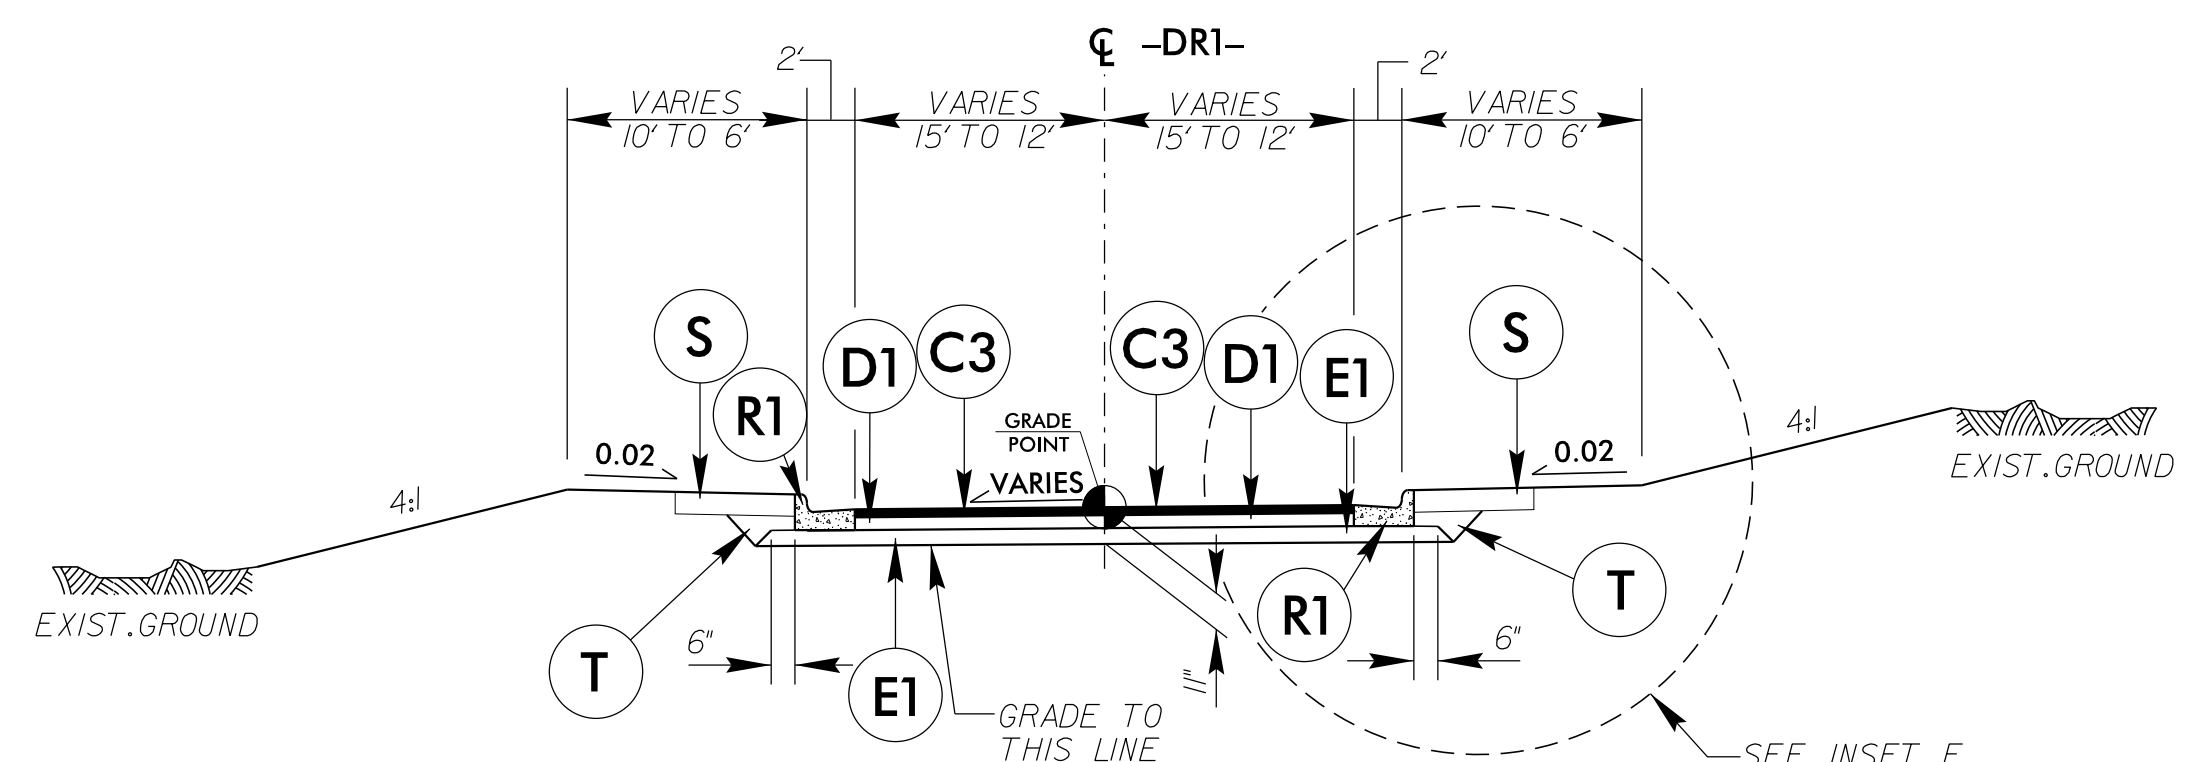 ℄ -DR1-
2'
2'
VARIES
10' TO 6'
VARIES
15' TO 12'
VARIES
15' TO 12'
VARIES
10' TO 6'
S
R1
D1
C3
C3
D1
E1
S
GRADE
POINT
VARIES
0.02
0.02
4:1
4:1
EXIST.GROUND
EXIST.GROUND
T
6"
E1
GRADE TO
THIS LINE
11"
R1
6"
T